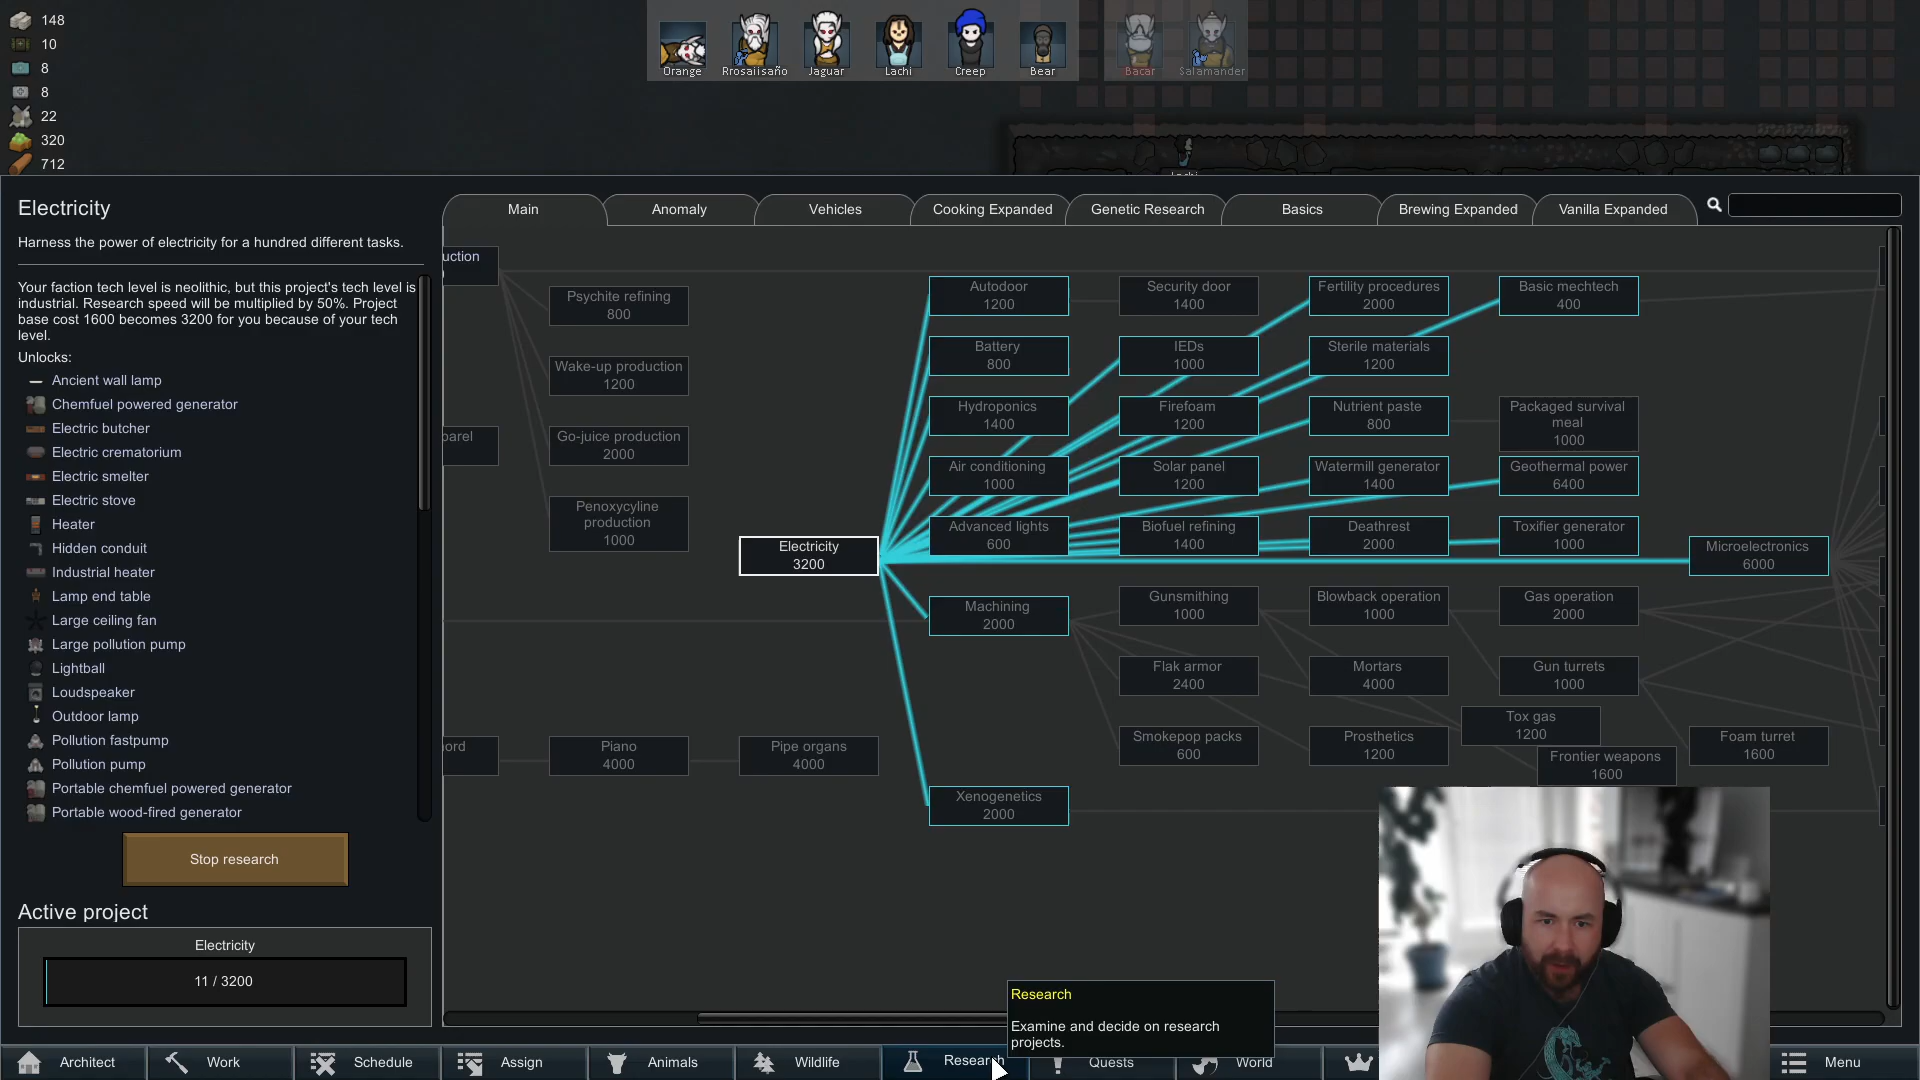 148
10
8
8
22
320
712
Orange
Rrosaiisaño
Jaguar
Lachi
Creep
Bear
Bacar
Salamander
Electricity
Harness the power of electricity for a hundred different tasks.
Your faction tech level is neolithic, but this project's tech level is
industrial. Research speed will be multiplied by 50%. Project
base cost 1600 becomes 3200 for you because of your tech
level.
Unlocks:
Ancient wall lamp
Chemfuel powered generator
Electric butcher
Electric crematorium
Electric smelter
Electric stove
Heater
Hidden conduit
Industrial heater
Lamp end table
Large ceiling fan
Large pollution pump
Lightball
Loudspeaker
Outdoor lamp
Pollution fastpump
Pollution pump
Portable chemfuel powered generator
Portable wood-fired generator
Stop research
Active project
Electricity
11 / 3200
Main
Anomaly
Vehicles
Cooking Expanded
Genetic Research
Basics
Brewing Expanded
Vanilla Expanded
uction
Psychite refining
800
Wake-up production
1200
parel
Go-juice production
2000
Penoxycyline
production
1000
Electricity
3200
ord
Piano
4000
Pipe organs
4000
Autodoor
1200
Security door
1400
Fertility procedures
2000
Basic mechtech
400
Battery
800
IEDs
1000
Sterile materials
1200
Hydroponics
1400
Firefoam
1200
Nutrient paste
800
Packaged survival
meal
1000
Air conditioning
1000
Solar panel
1200
Watermill generator
1400
Geothermal power
6400
Advanced lights
600
Biofuel refining
1400
Deathrest
2000
Toxifier generator
1000
Microelectronics
6000
Machining
2000
Gunsmithing
1000
Blowback operation
1000
Gas operation
2000
Flak armor
2400
Mortars
4000
Gun turrets
1000
Smokepop packs
600
Prosthetics
1200
Tox gas
1200
Frontier weapons
1600
Foam turret
1600
Xenogenetics
2000
Research
Examine and decide on research
projects.
Architect
Work
Schedule
Assign
Animals
Wildlife
Research
Quests
World
Menu